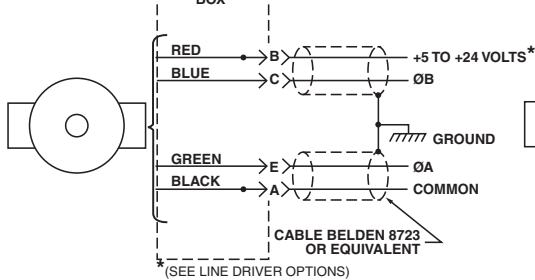 BOX
RED B +5 TO +24 VOLTS*
BLUE C ØB
GROUND
GREEN E ØA
BLACK A COMMON
CABLE BELDEN 8723
OR EQUIVALENT
*(SEE LINE DRIVER OPTIONS)